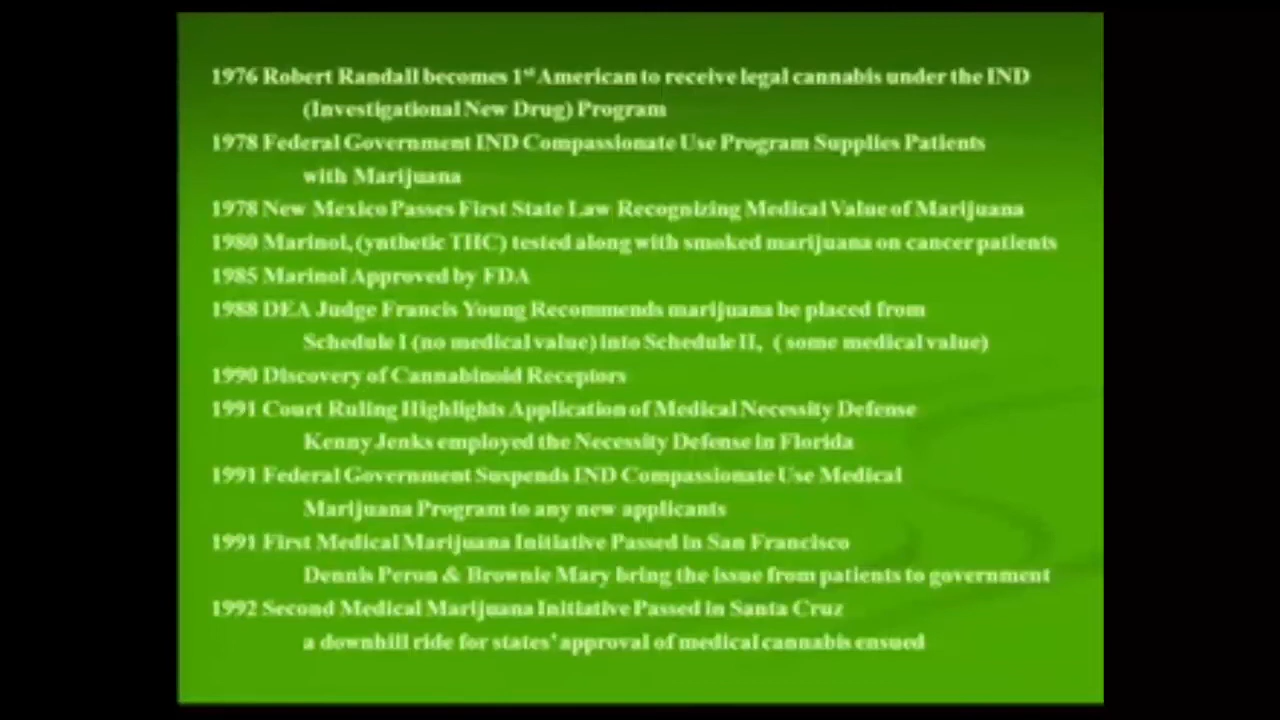 1976 Robert Randall becomes 1st American to receive legal cannabis under the IND
(Investigational New Drug) Program
1978 Federal Government IND Compassionate Use Program Supplies Patients
with Marijuana
1978 New Mexico Passes First State Law Recognizing Medical Value of Marijuana
1980 Marinol, (ynthetic THC) tested along with smoked marijuana on cancer patients
1985 Marinol Approved by FDA
1988 DEA Judge Francis Young Recommends marijuana be placed from
Schedule I (no medical value) into Schedule II, ( some medical value)
1990 Discovery of Cannabinoid Receptors
1991 Court Ruling Highlights Application of Medical Necessity Defense
Kenny Jenks employed the Necessity Defense in Florida
1991 Federal Government Suspends IND Compassionate Use Medical
Marijuana Program to any new applicants
1991 First Medical Marijuana Initiative Passed in San Francisco
Dennis Peron & Brownie Mary bring the issue from patients to government
1992 Second Medical Marijuana Initiative Passed in Santa Cruz
a downhill ride for states' approval of medical cannabis ensued